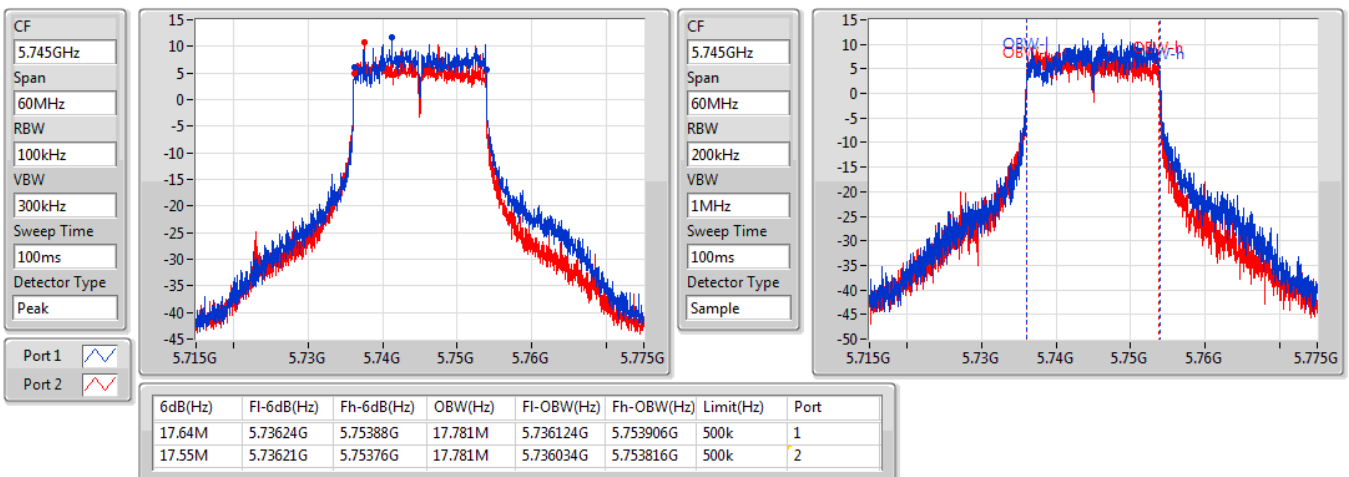 CF
5.745GHz
Span
60MHz
RBW
100kHz
VBW
300kHz
Sweep Time
100ms
Detector Type
Peak
Port 1
Port 2
15
10
5
0
-5
-10
-15
-20
-25
-30
-35
-40
-45
5.715G 5.73G 5.74G 5.75G 5.76G 5.775G
CF
5.745GHz
Span
60MHz
RBW
200kHz
VBW
1MHz
Sweep Time
100ms
Detector Type
Sample
15
10
5
0
-5
-10
-15
-20
-25
-30
-35
-40
-45
-50
OBW-l
OBW-h
5.715G 5.73G 5.74G 5.75G 5.76G 5.775G
6dB(Hz) Fl-6dB(Hz) Fh-6dB(Hz) OBW(Hz) Fl-OBW(Hz) Fh-OBW(Hz) Limit(Hz) Port
17.64M 5.73624G 5.75388G 17.781M 5.736124G 5.753906G 500k 1
17.55M 5.73621G 5.75376G 17.781M 5.736034G 5.753816G 500k 2